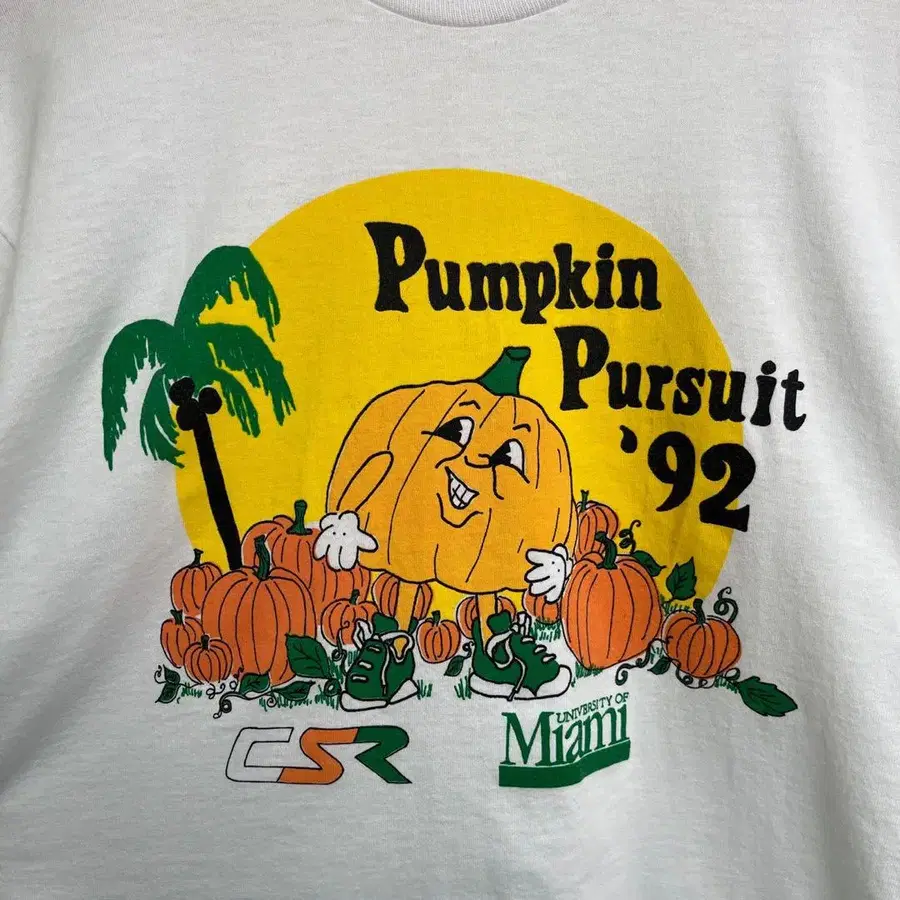 Pumpkin
Pursuit
'92
CSR
UNIVERSITY OF
Miami